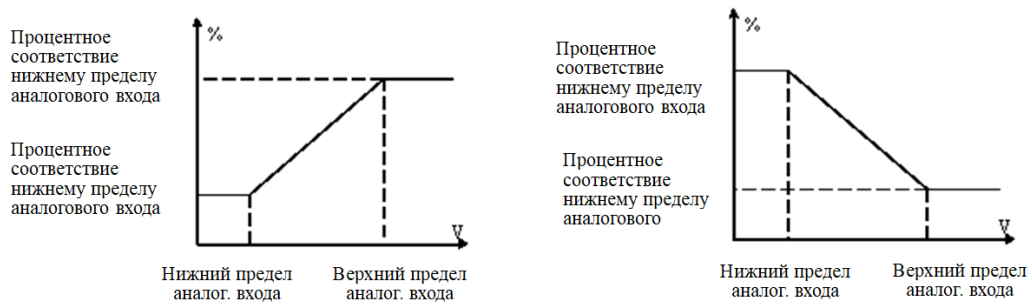 %
Процентное
соответствие
нижнему пределу
аналогового входа
Процентное
соответствие
нижнему пределу
аналогового входа
V
Нижний предел
аналог. входа
Верхний предел
аналог. входа
%
Процентное
соответствие
нижнему пределу
аналогового входа
Процентное
соответствие
нижнему пределу
аналогового
V
Нижний предел
аналог. входа
Верхний предел
аналог. входа